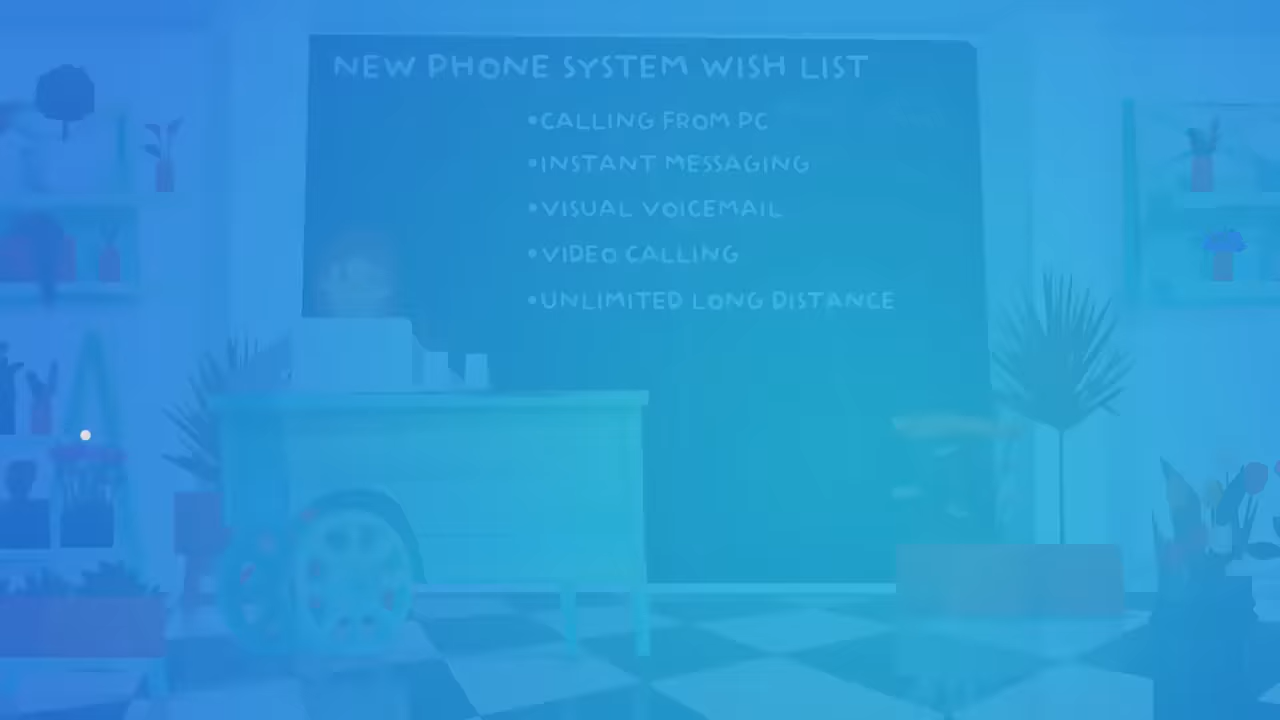 NEW PHONE SYSTEM WISH LIST
•CALLING FROM PC
•INSTANT MESSAGING
•VISUAL VOICEMAIL
•VIDEO CALLING
•UNLIMITED LONG DISTANCE